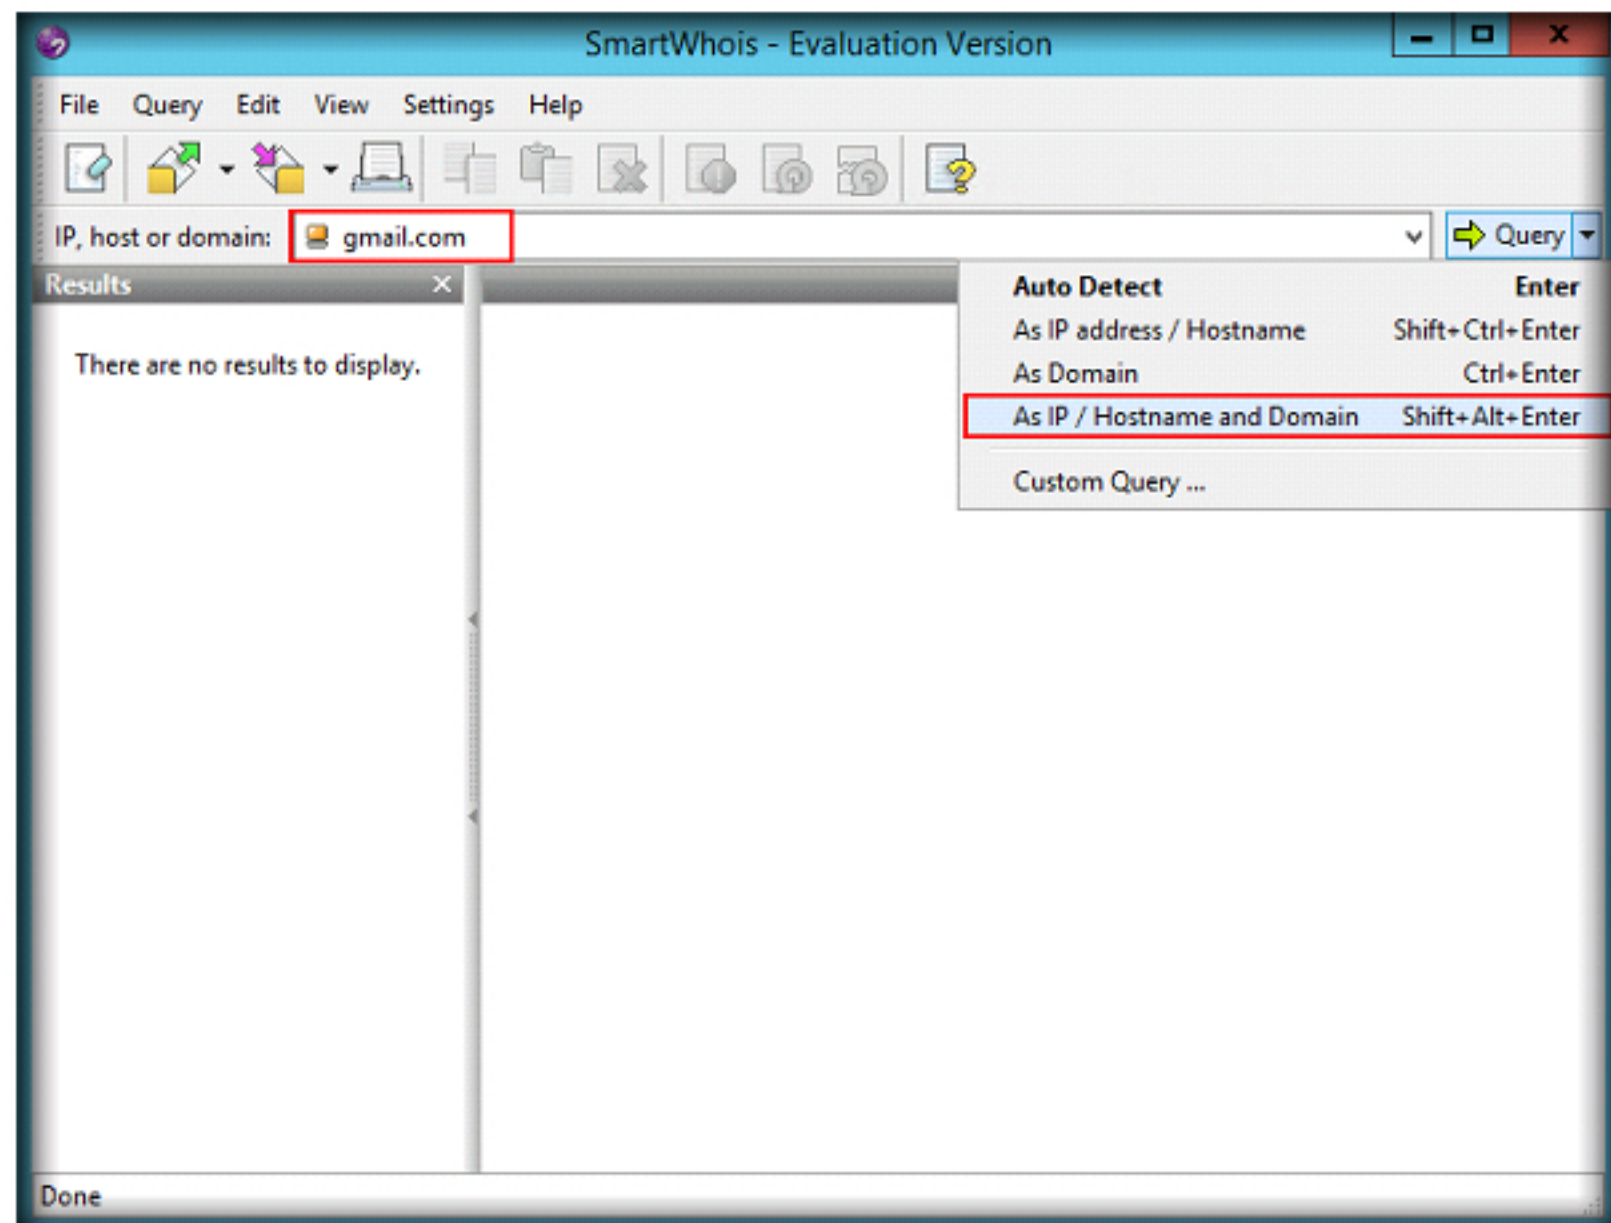 SmartWhois - Evaluation Version
File Query Edit View Settings Help
IP, host or domain: gmail.com Query
Results
There are no results to display.
Auto Detect Enter
As IP address / Hostname Shift+Ctrl+Enter
As Domain Ctrl+Enter
As IP / Hostname and Domain Shift+Alt+Enter
Custom Query ...
Done